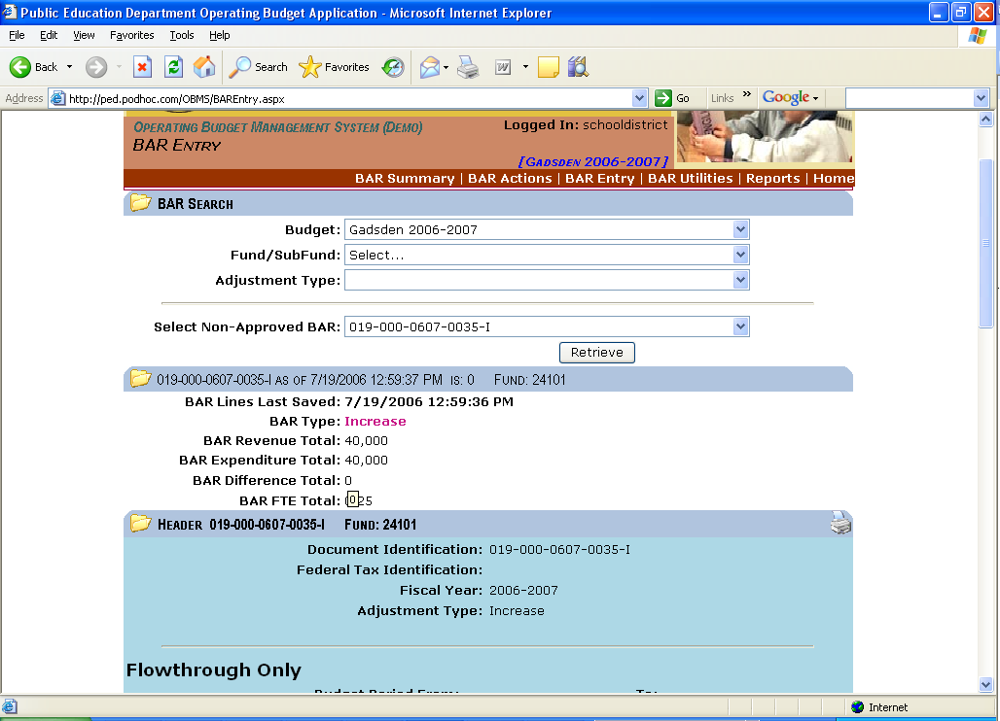 Public Education Department Operating Budget Application - Microsoft Internet Explorer
File Edit View Favorites Tools Help
Back Search Favorites
Address http://ped.podhoc.com/OBMS/BAREntry.aspx Go Links » Google
Operating Budget Management System (Demo) Logged In: schooldistrict
BAR Entry
[Gadsden 2006-2007]
BAR Summary | BAR Actions | BAR Entry | BAR Utilities | Reports | Home
BAR Search
Budget: Gadsden 2006-2007
Fund/SubFund: Select...
Adjustment Type:
Select Non-Approved BAR: 019-000-0607-0035-I
Retrieve
019-000-0607-0035-I as of 7/19/2006 12:59:37 PM is: 0 Fund: 24101
BAR Lines Last Saved: 7/19/2006 12:59:36 PM
BAR Type: Increase
BAR Revenue Total: 40,000
BAR Expenditure Total: 40,000
BAR Difference Total: 0
BAR FTE Total: 0 25
Header 019-000-0607-0035-I Fund: 24101
Document Identification: 019-000-0607-0035-I
Federal Tax Identification:
Fiscal Year: 2006-2007
Adjustment Type: Increase
Flowthrough Only
Budget Period From: To:
Internet